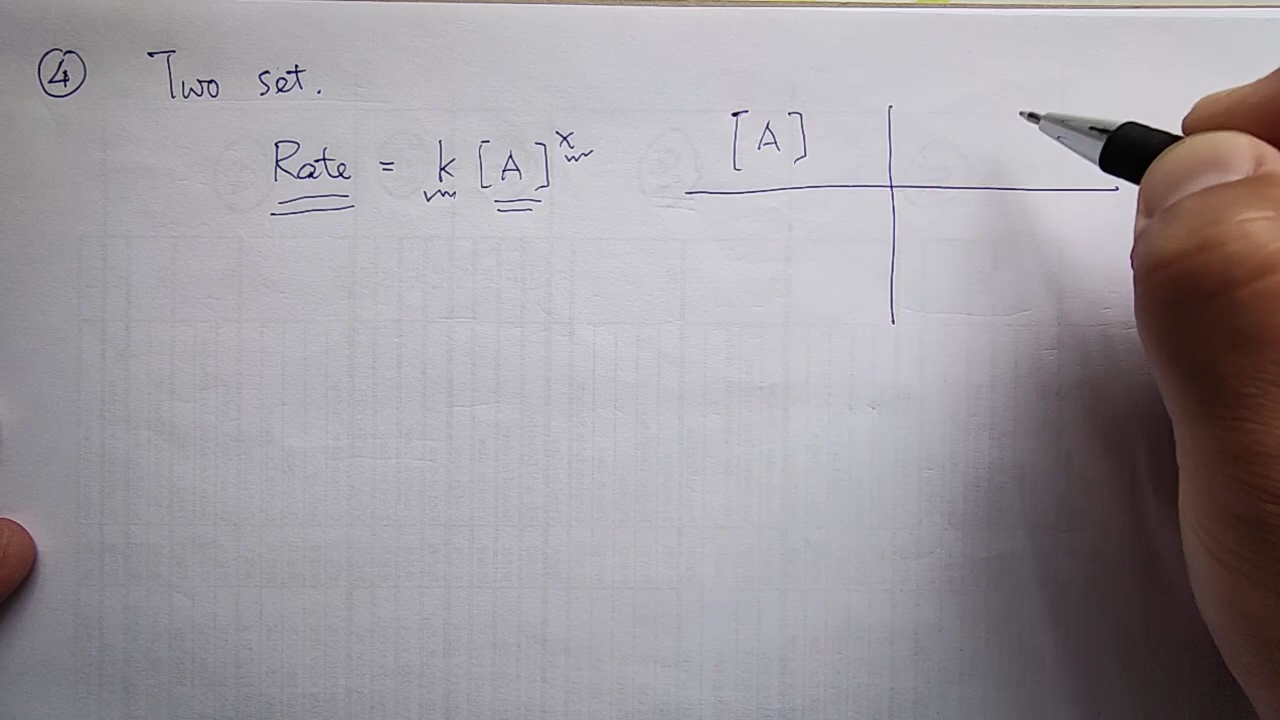 ④ Two set.
Rate = k [A]^x
[A]